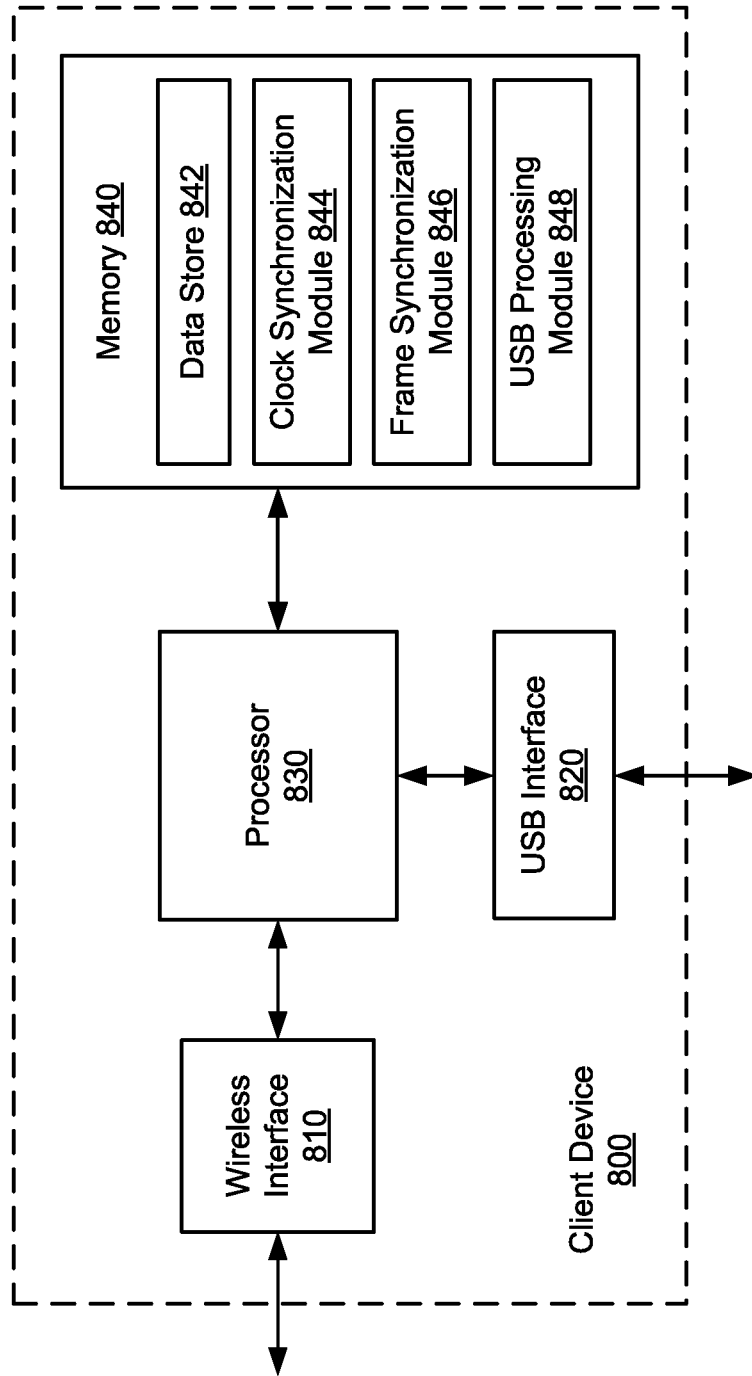 Memory 840
Data Store 842
Clock Synchronization
Module 844
Frame Synchronization
Module 846
USB Processing
Module 848
Processor
830
USB Interface
820
Wireless
Interface
810
Client Device
800